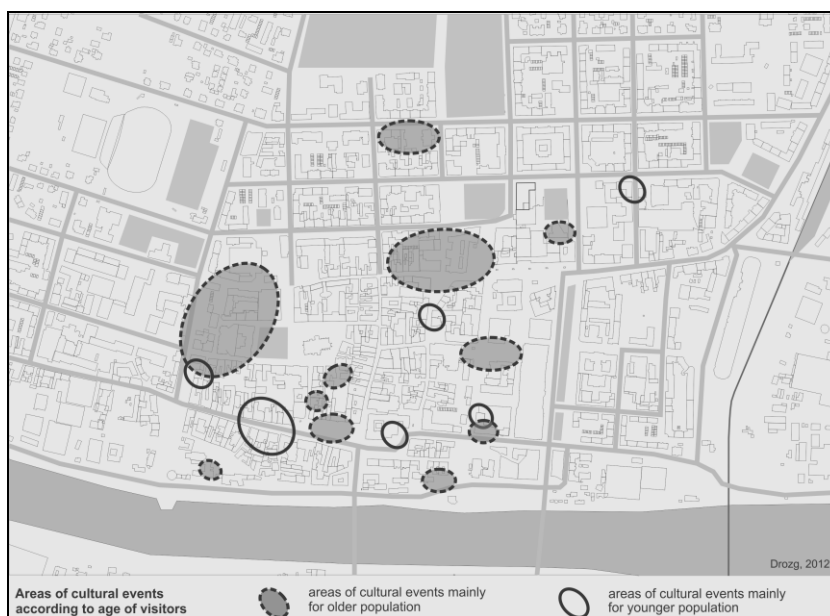 Drozg, 2012
Areas of cultural events
according to age of visitors
areas of cultural events mainly
for older population
areas of cultural events mainly
for younger population